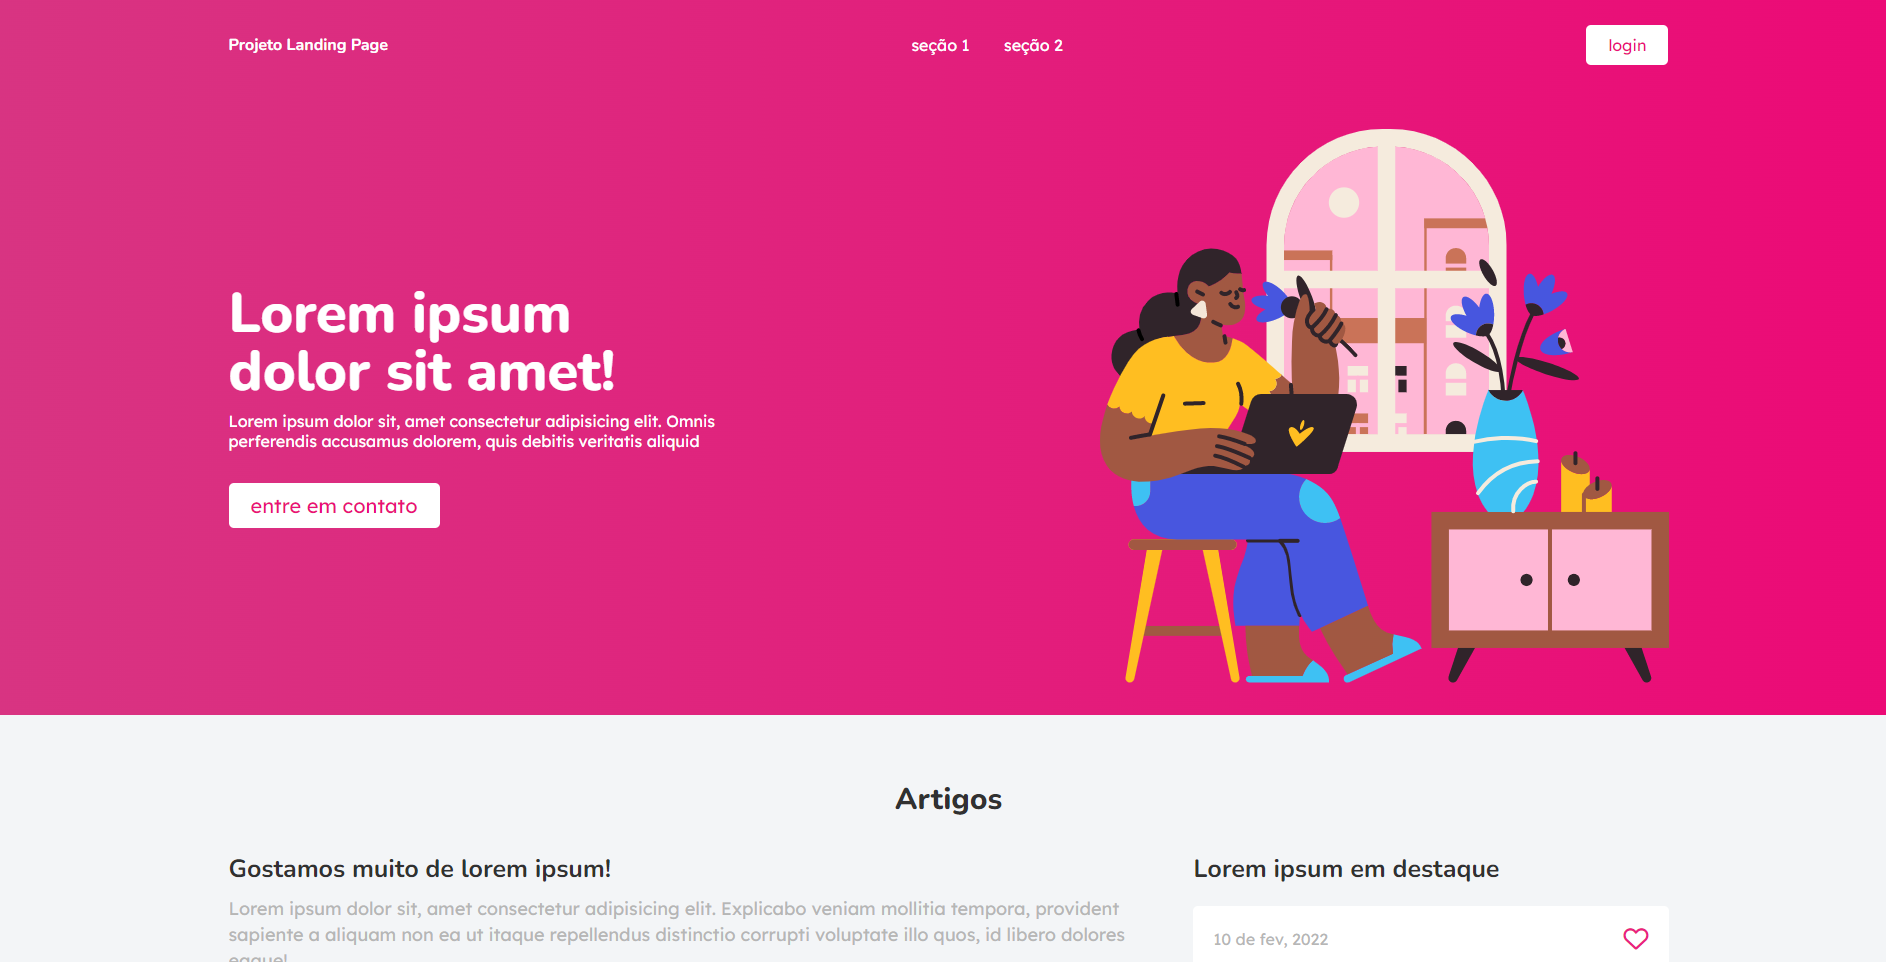 Projeto Landing Page
seção 1
seção 2
login
Lorem ipsum
dolor sit amet!
Lorem ipsum dolor sit, amet consectetur adipisicing elit. Omnis
perferendis accusamus dolorem, quis debitis veritatis aliquid
entre em contato
Artigos
Gostamos muito de lorem ipsum!
Lorem ipsum dolor sit, amet consectetur adipisicing elit. Explicabo veniam mollitia tempora, provident
sapiente a aliquam non ea ut itaque repellendus distinctio corrupti voluptate illo quos, id libero dolores
eaque!
Lorem ipsum em destaque
10 de fev, 2022